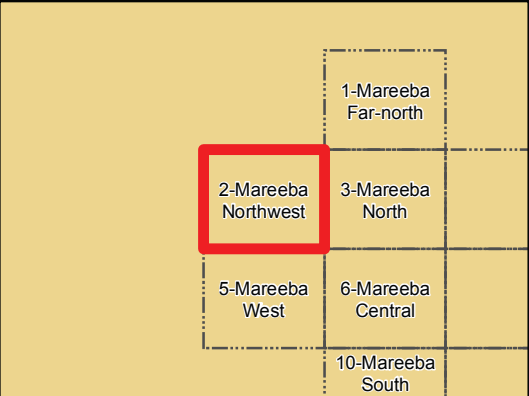 1-Mareeba
Far-north
2-Mareeba
Northwest
3-Mareeba
North
5-Mareeba
West
6-Mareeba
Central
10-Mareeba
South